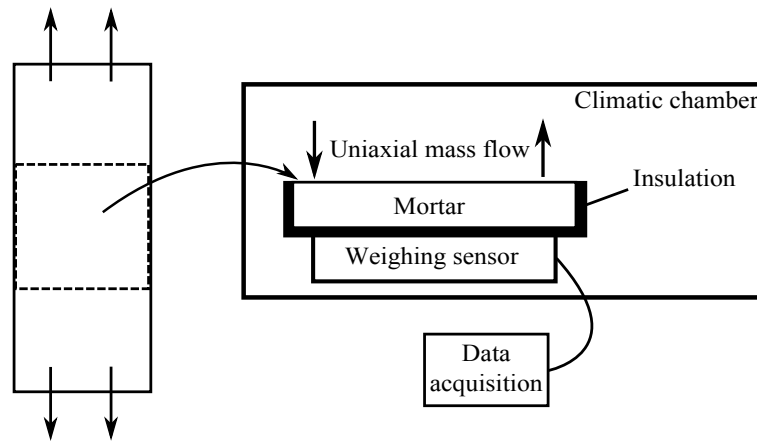 Climatic chamber
Uniaxial mass flow
Insulation
Mortar
Weighing sensor
Data
acquisition